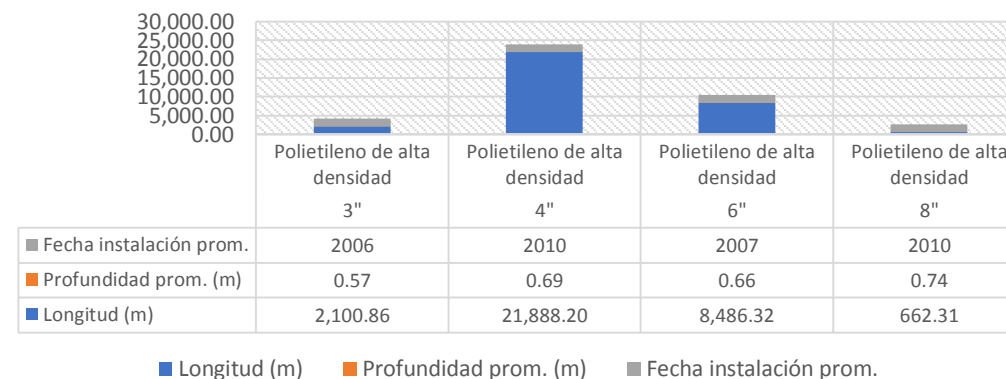 30,000.00
25,000.00
20,000.00
15,000.00
10,000.00
5,000.00
0.00
Polietileno de alta densidad Polietileno de alta densidad Polietileno de alta densidad Polietileno de alta densidad
3" 4" 6" 8"
Fecha instalación prom. 2006 2010 2007 2010
Profundidad prom. (m) 0.57 0.69 0.66 0.74
Longitud (m) 2,100.86 21,888.20 8,486.32 662.31
Longitud (m) Profundidad prom. (m) Fecha instalación prom.